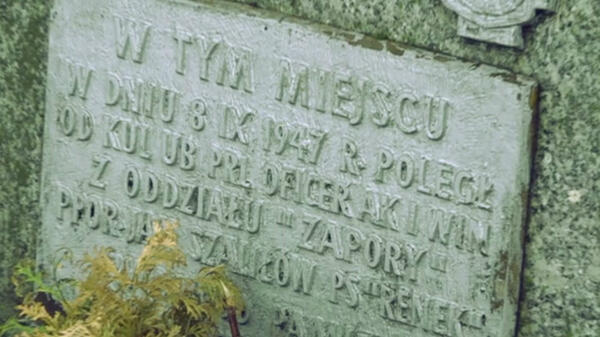 W TYM MIEJSCU
W DNIU 8 IX 1947 R. POLEGŁ
OD KUL UB PRL OFICER AK I WIN
Z ODDZIAŁU "ZAPORY"
PPOR. JAN SZALIŁÓW PS "RENEK"